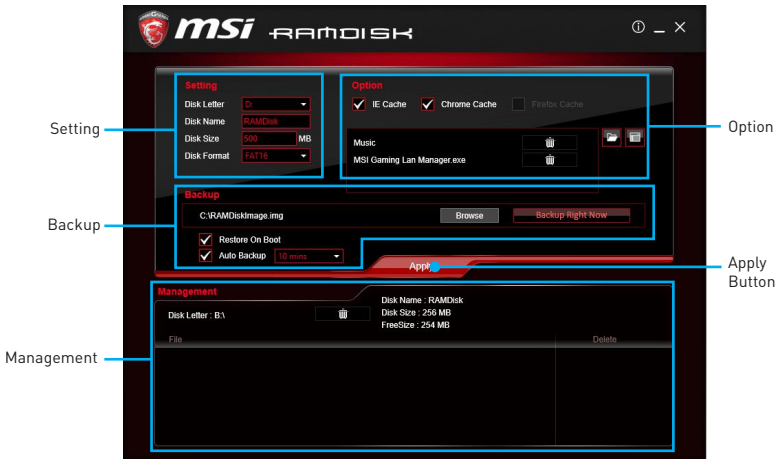 msi RAMDISK
Setting
Disk Letter D:
Disk Name RAMDisk
Disk Size 500 MB
Disk Format FAT16
Option
IE Cache Chrome Cache Firefox Cache
Music
MSI Gaming Lan Manager.exe
Backup
C:\RAMDiskImage.img Browse Backup Right Now
Restore On Boot
Auto Backup 10 mins
Apply
Management
Disk Letter : B:\
Disk Name : RAMDisk
Disk Size : 256 MB
FreeSize : 254 MB
File Delete
Setting
Backup
Management
Option
Apply
Button